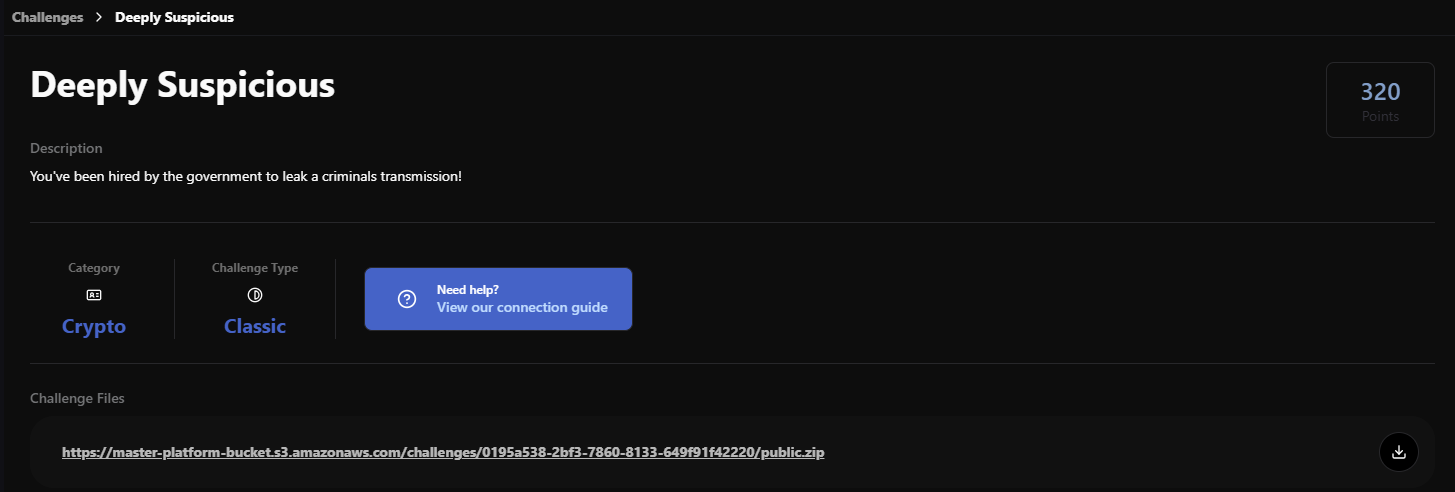 Challenges > Deeply Suspicious
Deeply Suspicious
320
Points
Description
You've been hired by the government to leak a criminals transmission!
Category
Challenge Type
Crypto
Classic
Need help?
View our connection guide
Challenge Files
https://master-platform-bucket.s3.amazonaws.com/challenges/0195a538-2bf3-7860-8133-649f91f42220/public.zip